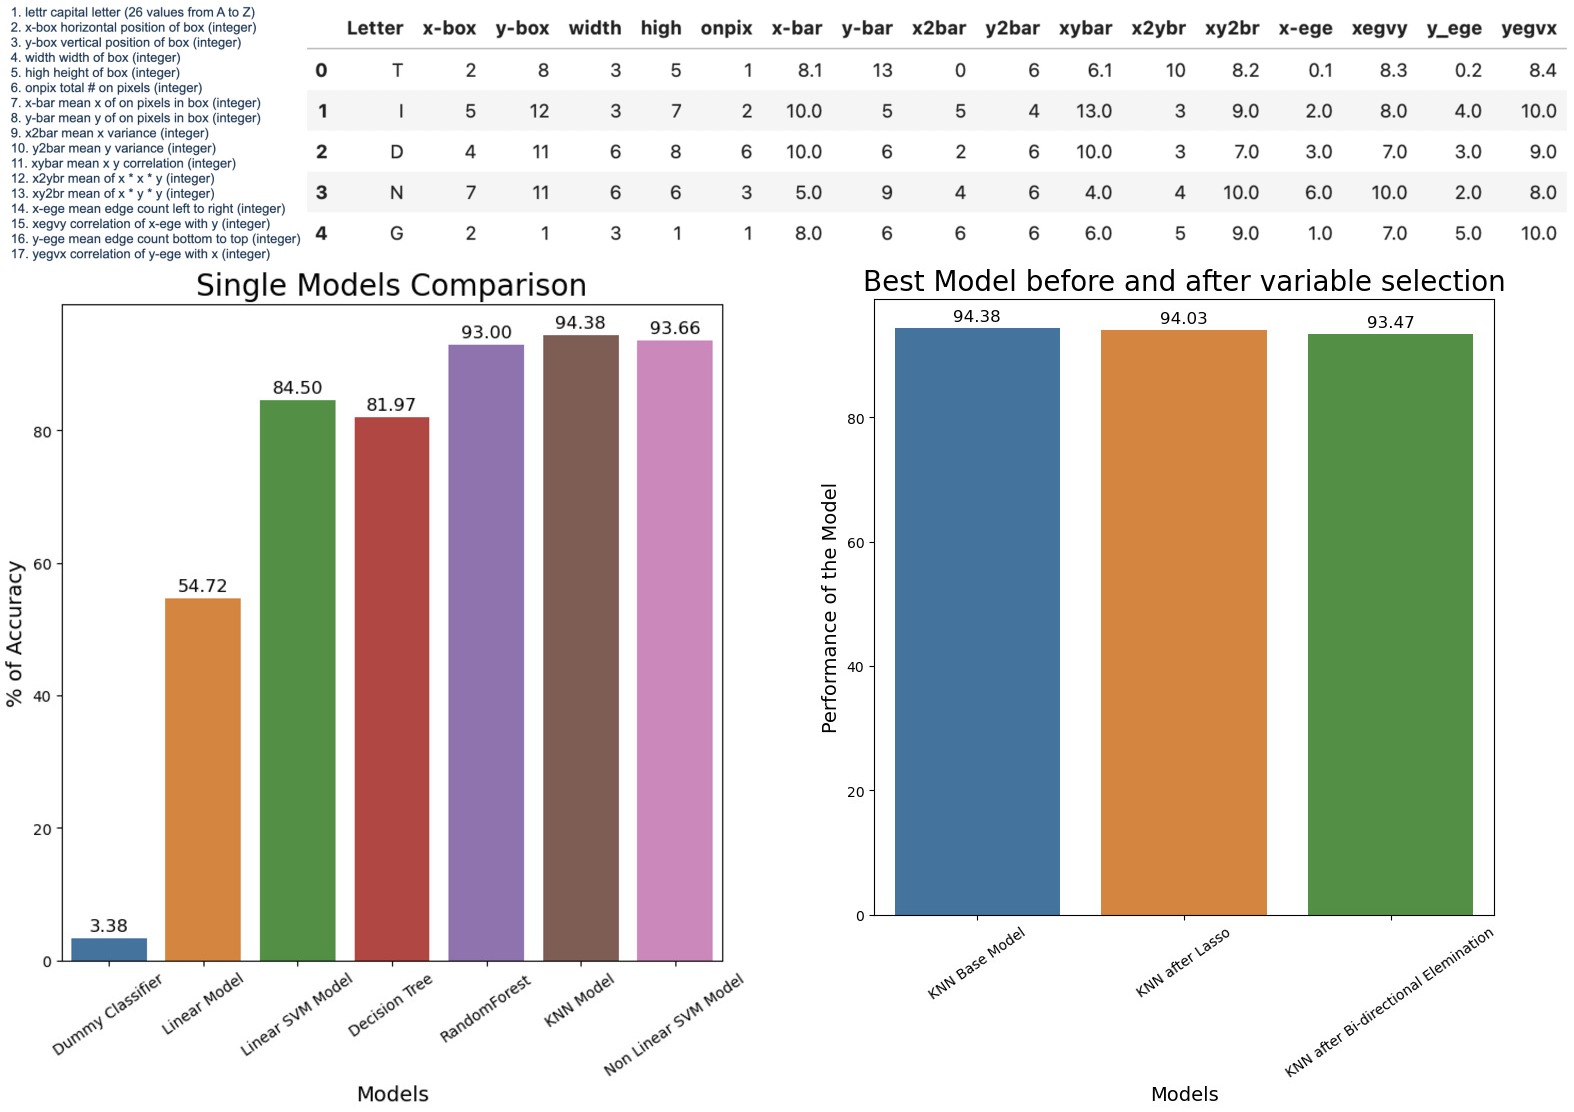 1. lettr capital letter (26 values from A to Z)
2. x-box horizontal position of box (integer)
3. y-box vertical position of box (integer)
4. width width of box (integer)
5. high height of box (integer)
6. onpix total # on pixels (integer)
7. x-bar mean x of on pixels in box (integer)
8. y-bar mean y of on pixels in box (integer)
9. x2bar mean x variance (integer)
10. y2bar mean y variance (integer)
11. xybar mean x y correlation (integer)
12. x2ybr mean of x * x * y (integer)
13. xy2br mean of x * y * y (integer)
14. x-ege mean edge count left to right (integer)
15. xegvy correlation of x-ege with y (integer)
16. y-ege mean edge count bottom to top (integer)
17. yegvx correlation of y-ege with x (integer)
Letter x-box y-box width high onpix x-bar y-bar x2bar y2bar xybar x2ybr xy2br x-ege xegvy y_ege yegvx
0 T 2 8 3 5 1 8.1 13 0 6 6.1 10 8.2 0.1 8.3 0.2 8.4
1 I 5 12 3 7 2 10.0 5 5 4 13.0 3 9.0 2.0 8.0 4.0 10.0
2 D 4 11 6 8 6 10.0 6 2 6 10.0 3 7.0 3.0 7.0 3.0 9.0
3 N 7 11 6 6 3 5.0 9 4 6 4.0 4 10.0 6.0 10.0 2.0 8.0
4 G 2 1 3 1 1 8.0 6 6 6 6.0 5 9.0 1.0 7.0 5.0 10.0
Single Models Comparison
% of Accuracy
80
60
40
20
0
3.38
54.72
84.50
81.97
93.00
94.38
93.66
Dummy Classifier
Linear Model
Linear SVM Model
Decision Tree
RandomForest
KNN Model
Non Linear SVM Model
Models
Best Model before and after variable selection
Performance of the Model
80
60
40
20
0
94.38
94.03
93.47
KNN Base Model
KNN after Lasso
KNN after Bi-directional Elemination
Models